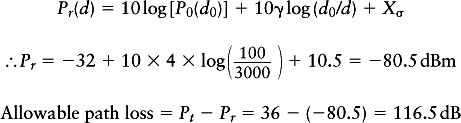 P_r(d) = 10 log [P_0(d_0)] + 10γ log (d_0/d) + X_σ
∴P_r = −32 + 10 × 4 × log(100/3000) + 10.5 = −80.5 dBm
Allowable path loss = P_t − P_r = 36 − (−80.5) = 116.5 dB